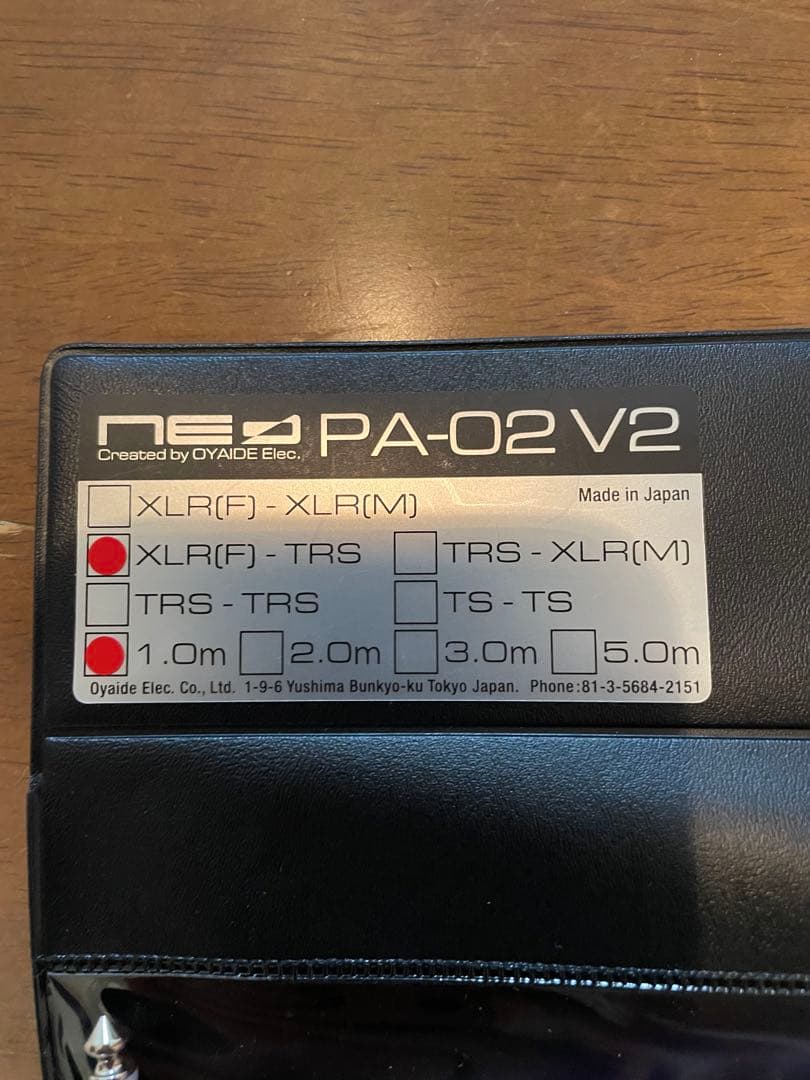 neo PA-02 V2
Created by OYAIDE Elec.
XLR(F) - XLR(M) Made in Japan
XLR(F) - TRS TRS - XLR(M)
TRS - TRS TS - TS
1.0m 2.0m 3.0m 5.0m
Oyaide Elec. Co., Ltd. 1-9-6 Yushima Bunkyo-ku Tokyo Japan. Phone:81-3-5684-2151